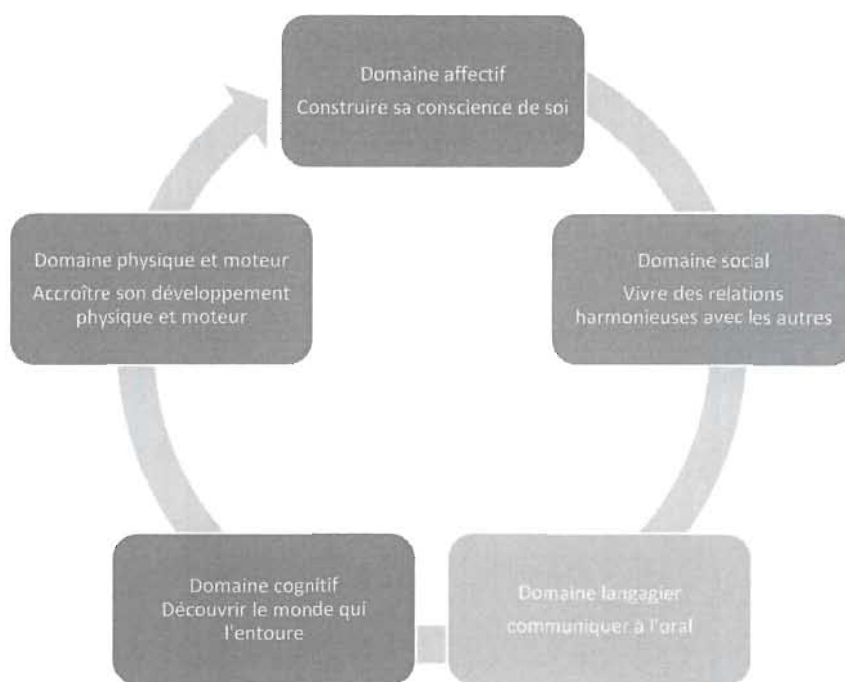 Domaine affectif
Construire sa conscience de soi
Domaine social
Vivre des relations
harmonieuses avec les autres
Domaine langagier
communiquer à l'oral
Domaine cognitif
Découvrir le monde qui
l'entoure
Domaine physique et moteur
Accroître son développement
physique et moteur